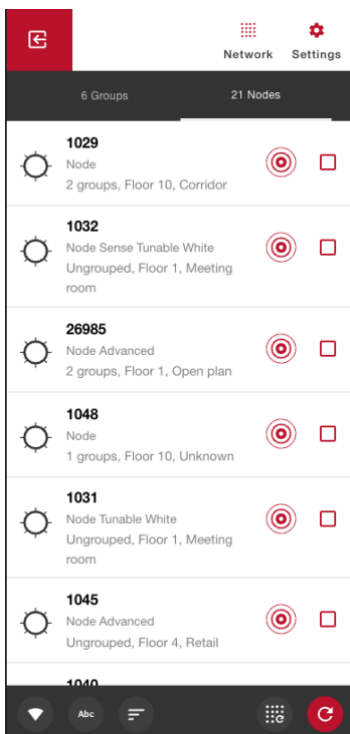 Network Settings
6 Groups 21 Nodes
1029
Node
2 groups, Floor 10, Corridor
1032
Node Sense Tunable White
Ungrouped, Floor 1, Meeting
room
26985
Node Advanced
2 groups, Floor 1, Open plan
1048
Node
1 groups, Floor 10, Unknown
1031
Node Tunable White
Ungrouped, Floor 1, Meeting
room
1045
Node Advanced
Ungrouped, Floor 4, Retail
1040
Abc